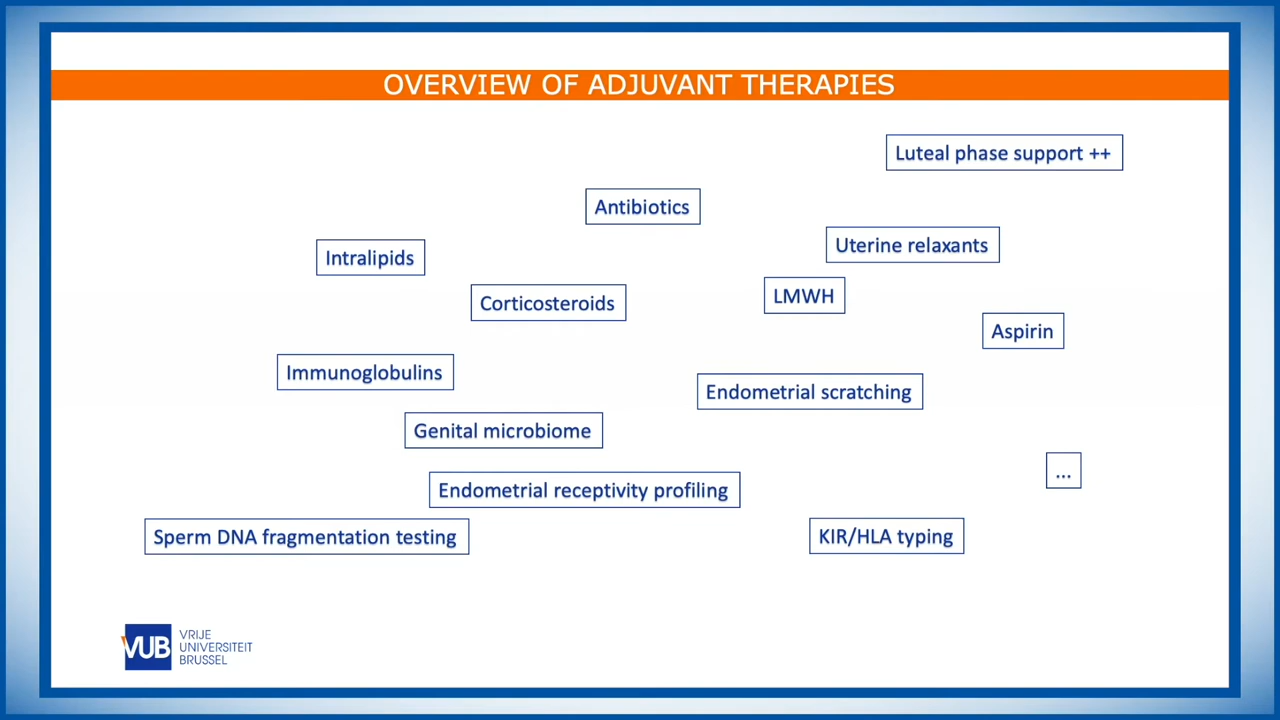 OVERVIEW OF ADJUVANT THERAPIES
Luteal phase support ++
Antibiotics
Uterine relaxants
Intralipids
LMWH
Corticosteroids
Aspirin
Immunoglobulins
Endometrial scratching
Genital microbiome
...
Endometrial receptivity profiling
Sperm DNA fragmentation testing
KIR/HLA typing
VUB
VRIJE
UNIVERSITEIT
BRUSSEL